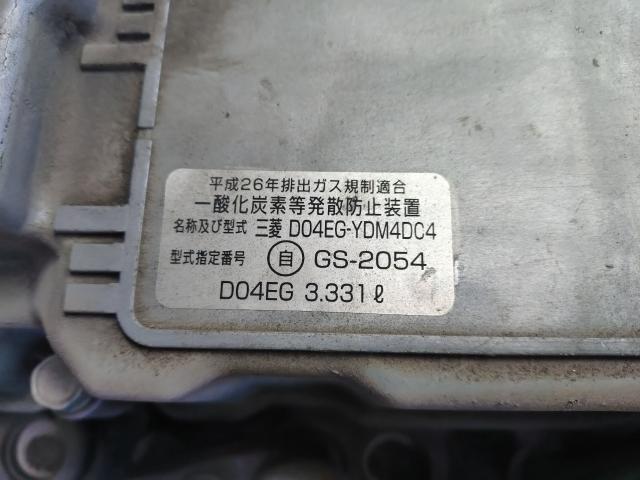 平成26年排出ガス規制適合
一酸化炭素等発散防止装置
名称及び型式 三菱 D04EG-YDM4DC4
型式指定番号 自 GS-2054
D04EG 3.331ℓ